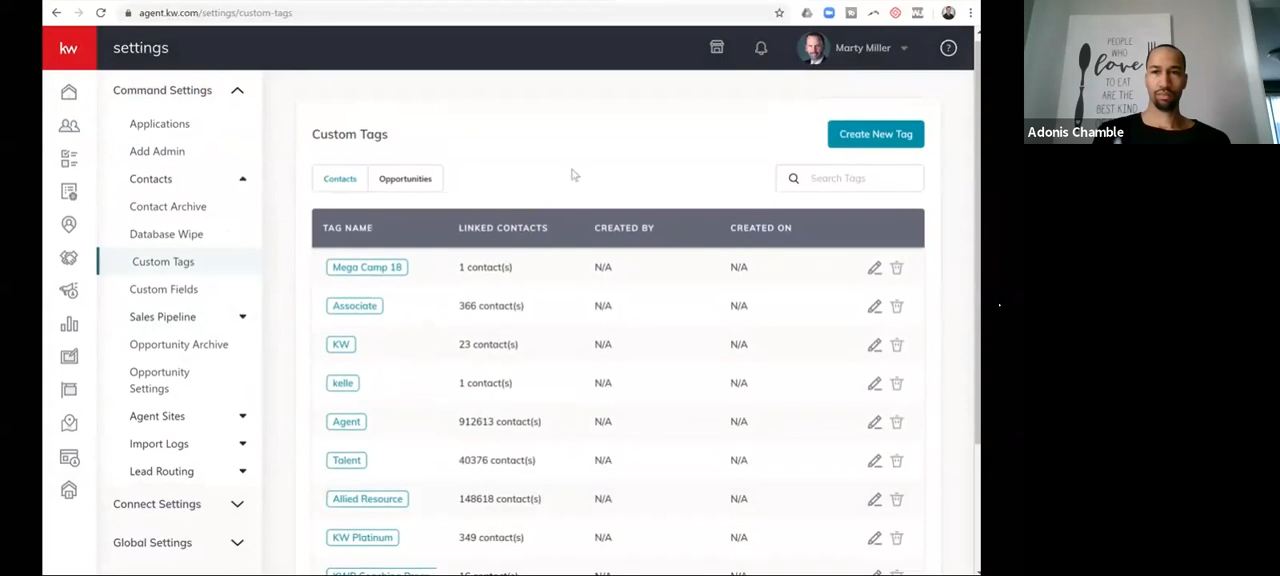 agent.kw.com/settings/custom-tags
kw
settings
Marty Miller
?
Command Settings
Applications
Add Admin
Contacts
Contact Archive
Database Wipe
Custom Tags
Custom Fields
Sales Pipeline
Opportunity Archive
Opportunity
Settings
Agent Sites
Import Logs
Lead Routing
Connect Settings
Global Settings
Custom Tags
Create New Tag
Contacts
Opportunities
Search Tags
TAG NAME LINKED CONTACTS CREATED BY CREATED ON
Mega Camp 18 1 contact(s) N/A N/A
Associate 366 contact(s) N/A N/A
KW 23 contact(s) N/A N/A
kelle 1 contact(s) N/A N/A
Agent 912613 contact(s) N/A N/A
Talent 40376 contact(s) N/A N/A
Allied Resource 148618 contact(s) N/A N/A
KW Platinum 349 contact(s) N/A N/A
PEOPLE
WHO
love
TO EAT
ARE THE
BEST KIND
Adonis Chamble